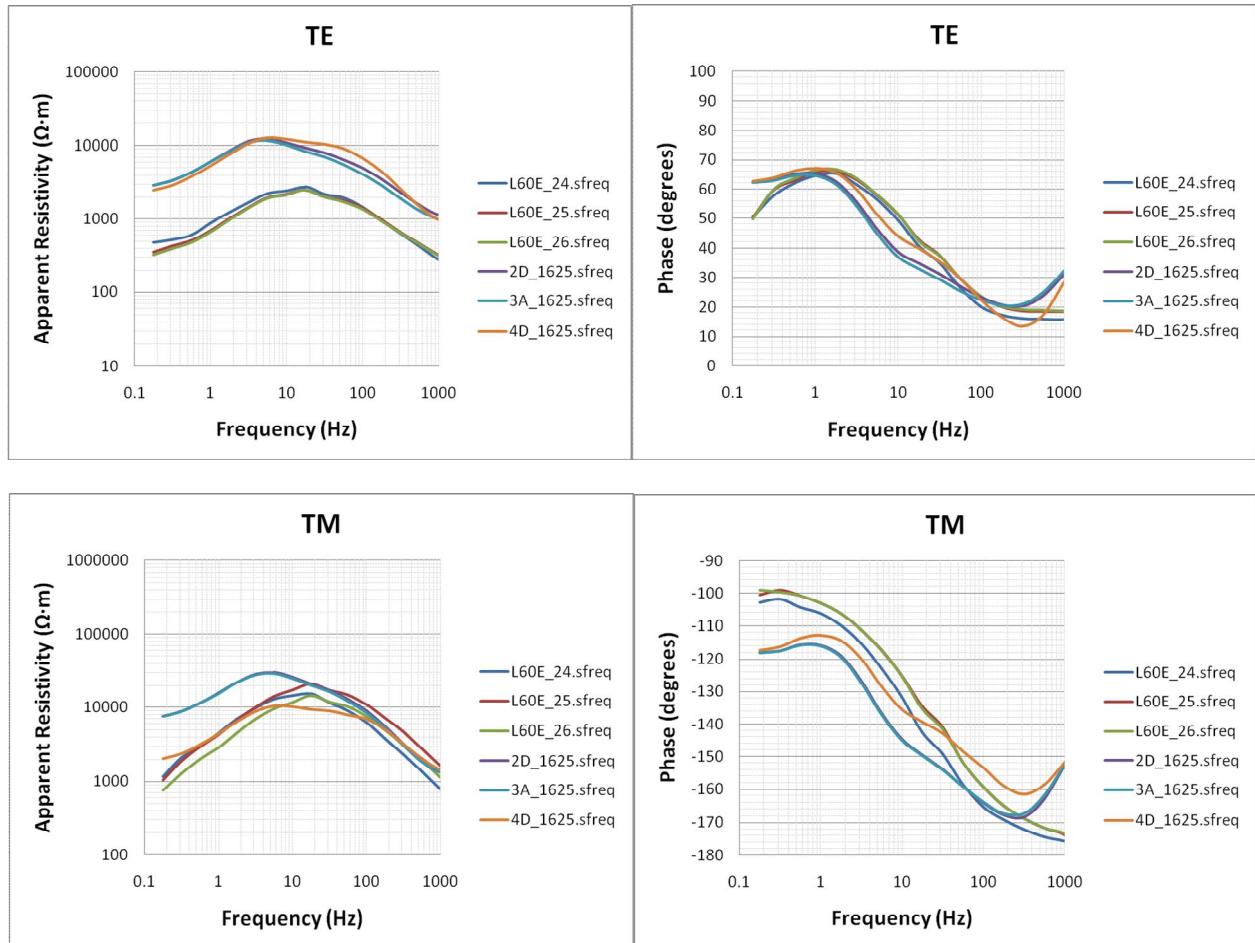 TE
Apparent Resistivity (Ω·m)
100000
10000
1000
100
10
0.1 1 10 100 1000
Frequency (Hz)
L60E_24.sfreq
L60E_25.sfreq
L60E_26.sfreq
2D_1625.sfreq
3A_1625.sfreq
4D_1625.sfreq
TE
Phase (degrees)
100
90
80
70
60
50
40
30
20
10
0
0.1 1 10 100 1000
Frequency (Hz)
L60E_24.sfreq
L60E_25.sfreq
L60E_26.sfreq
2D_1625.sfreq
3A_1625.sfreq
4D_1625.sfreq
TM
Apparent Resistivity (Ω·m)
1000000
100000
10000
1000
100
0.1 1 10 100 1000
Frequency (Hz)
L60E_24.sfreq
L60E_25.sfreq
L60E_26.sfreq
2D_1625.sfreq
3A_1625.sfreq
4D_1625.sfreq
TM
Phase (degrees)
-90
-100
-110
-120
-130
-140
-150
-160
-170
-180
0.1 1 10 100 1000
Frequency (Hz)
L60E_24.sfreq
L60E_25.sfreq
L60E_26.sfreq
2D_1625.sfreq
3A_1625.sfreq
4D_1625.sfreq